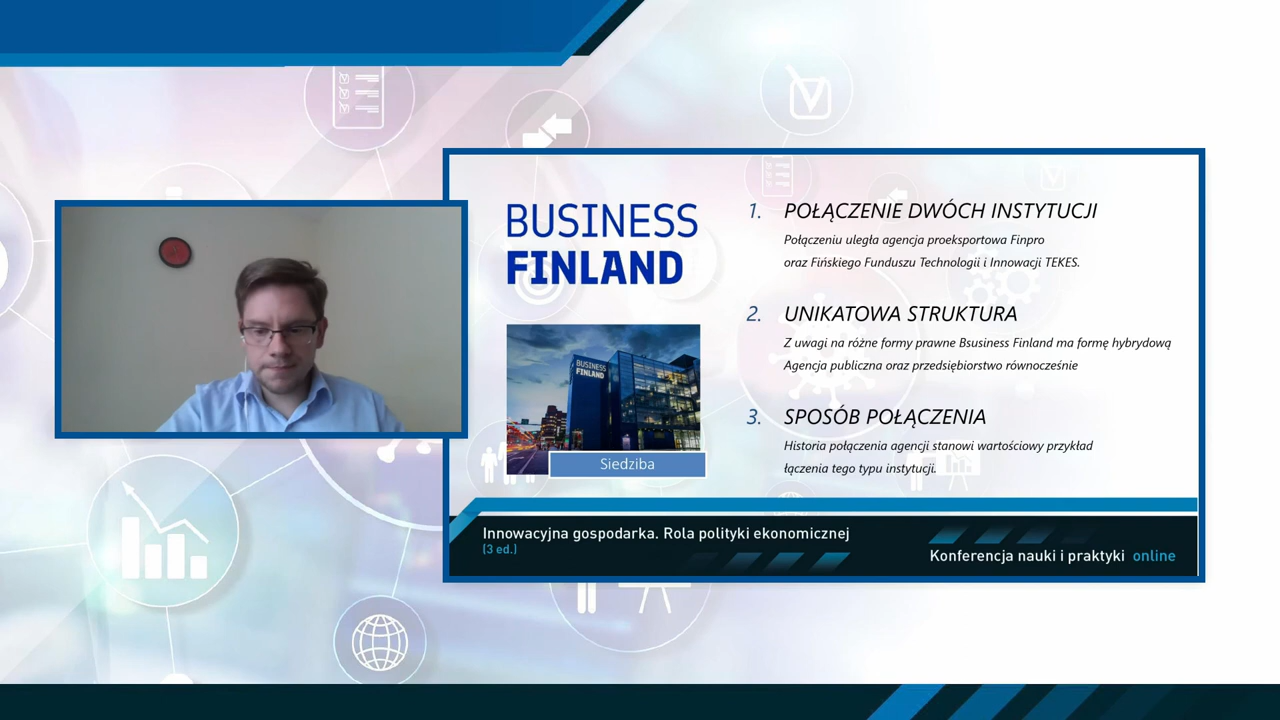 BUSINESS
FINLAND
BUSINESS
FINLAND
Siedziba
1. POŁĄCZENIE DWÓCH INSTYTUCJI
Połączeniu uległa agencja proeksportowa Finpro
oraz Fińskiego Funduszu Technologii i Innowacji TEKES.
2. UNIKATOWA STRUKTURA
Z uwagi na różne formy prawne Bsusiness Finland ma formę hybrydową
Agencja publiczna oraz przedsiębiorstwo równocześnie
3. SPOSÓB POŁĄCZENIA
Historia połączenia agencji stanowi wartościowy przykład
łączenia tego typu instytucji.
Innowacyjna gospodarka. Rola polityki ekonomicznej
(3 ed.)
Konferencja nauki i praktyki online